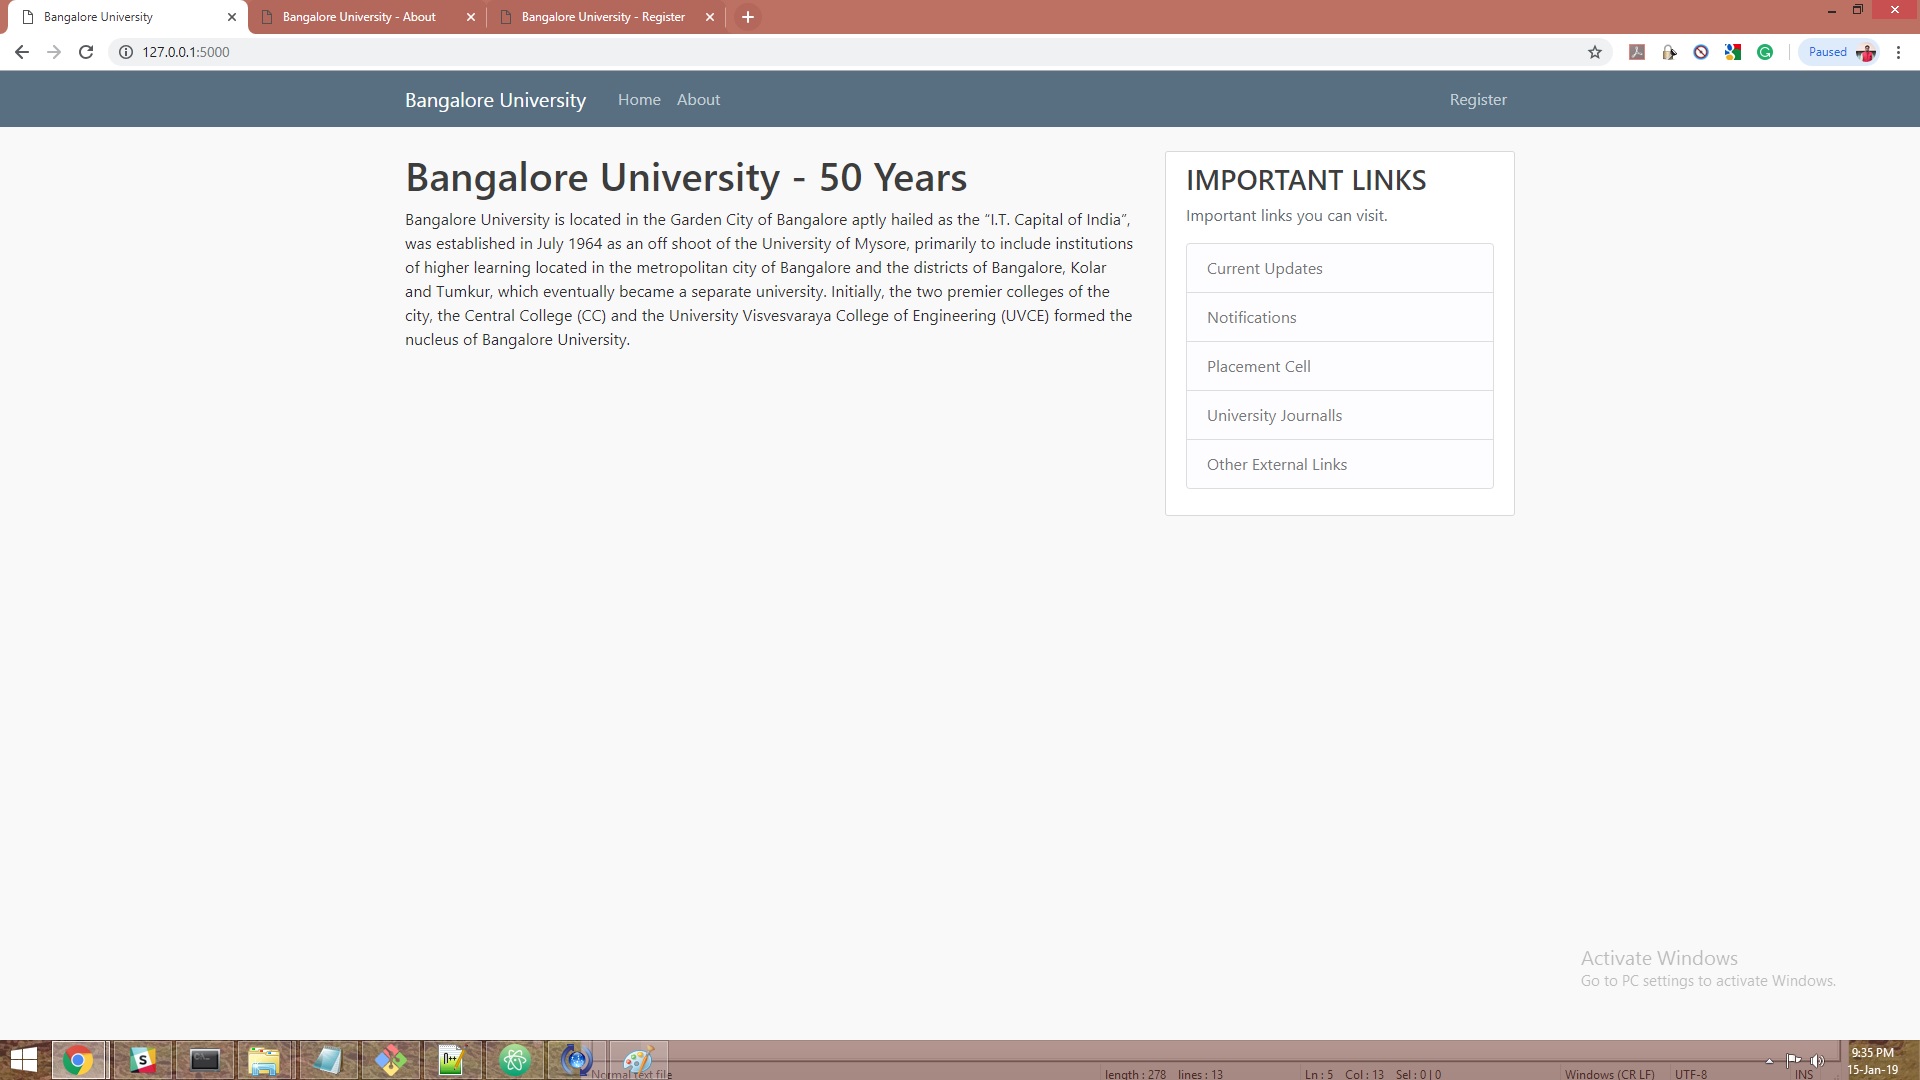 Bangalore University
Bangalore University - About
Bangalore University - Register
127.0.0.1:5000
Paused
Bangalore University
Home
About
Register
Bangalore University - 50 Years
Bangalore University is located in the Garden City of Bangalore aptly hailed as the “I.T. Capital of India”,
was established in July 1964 as an off shoot of the University of Mysore, primarily to include institutions
of higher learning located in the metropolitan city of Bangalore and the districts of Bangalore, Kolar
and Tumkur, which eventually became a separate university. Initially, the two premier colleges of the
city, the Central College (CC) and the University Visvesvaraya College of Engineering (UVCE) formed the
nucleus of Bangalore University.
IMPORTANT LINKS
Important links you can visit.
Current Updates
Notifications
Placement Cell
University Journalls
Other External Links
Activate Windows
Go to PC settings to activate Windows.
Normal text file
length : 278 lines : 13
Ln : 5 Col : 13 Sel : 0 | 0
Windows (CR LF)
UTF-8
INS
9:35 PM
15-Jan-19